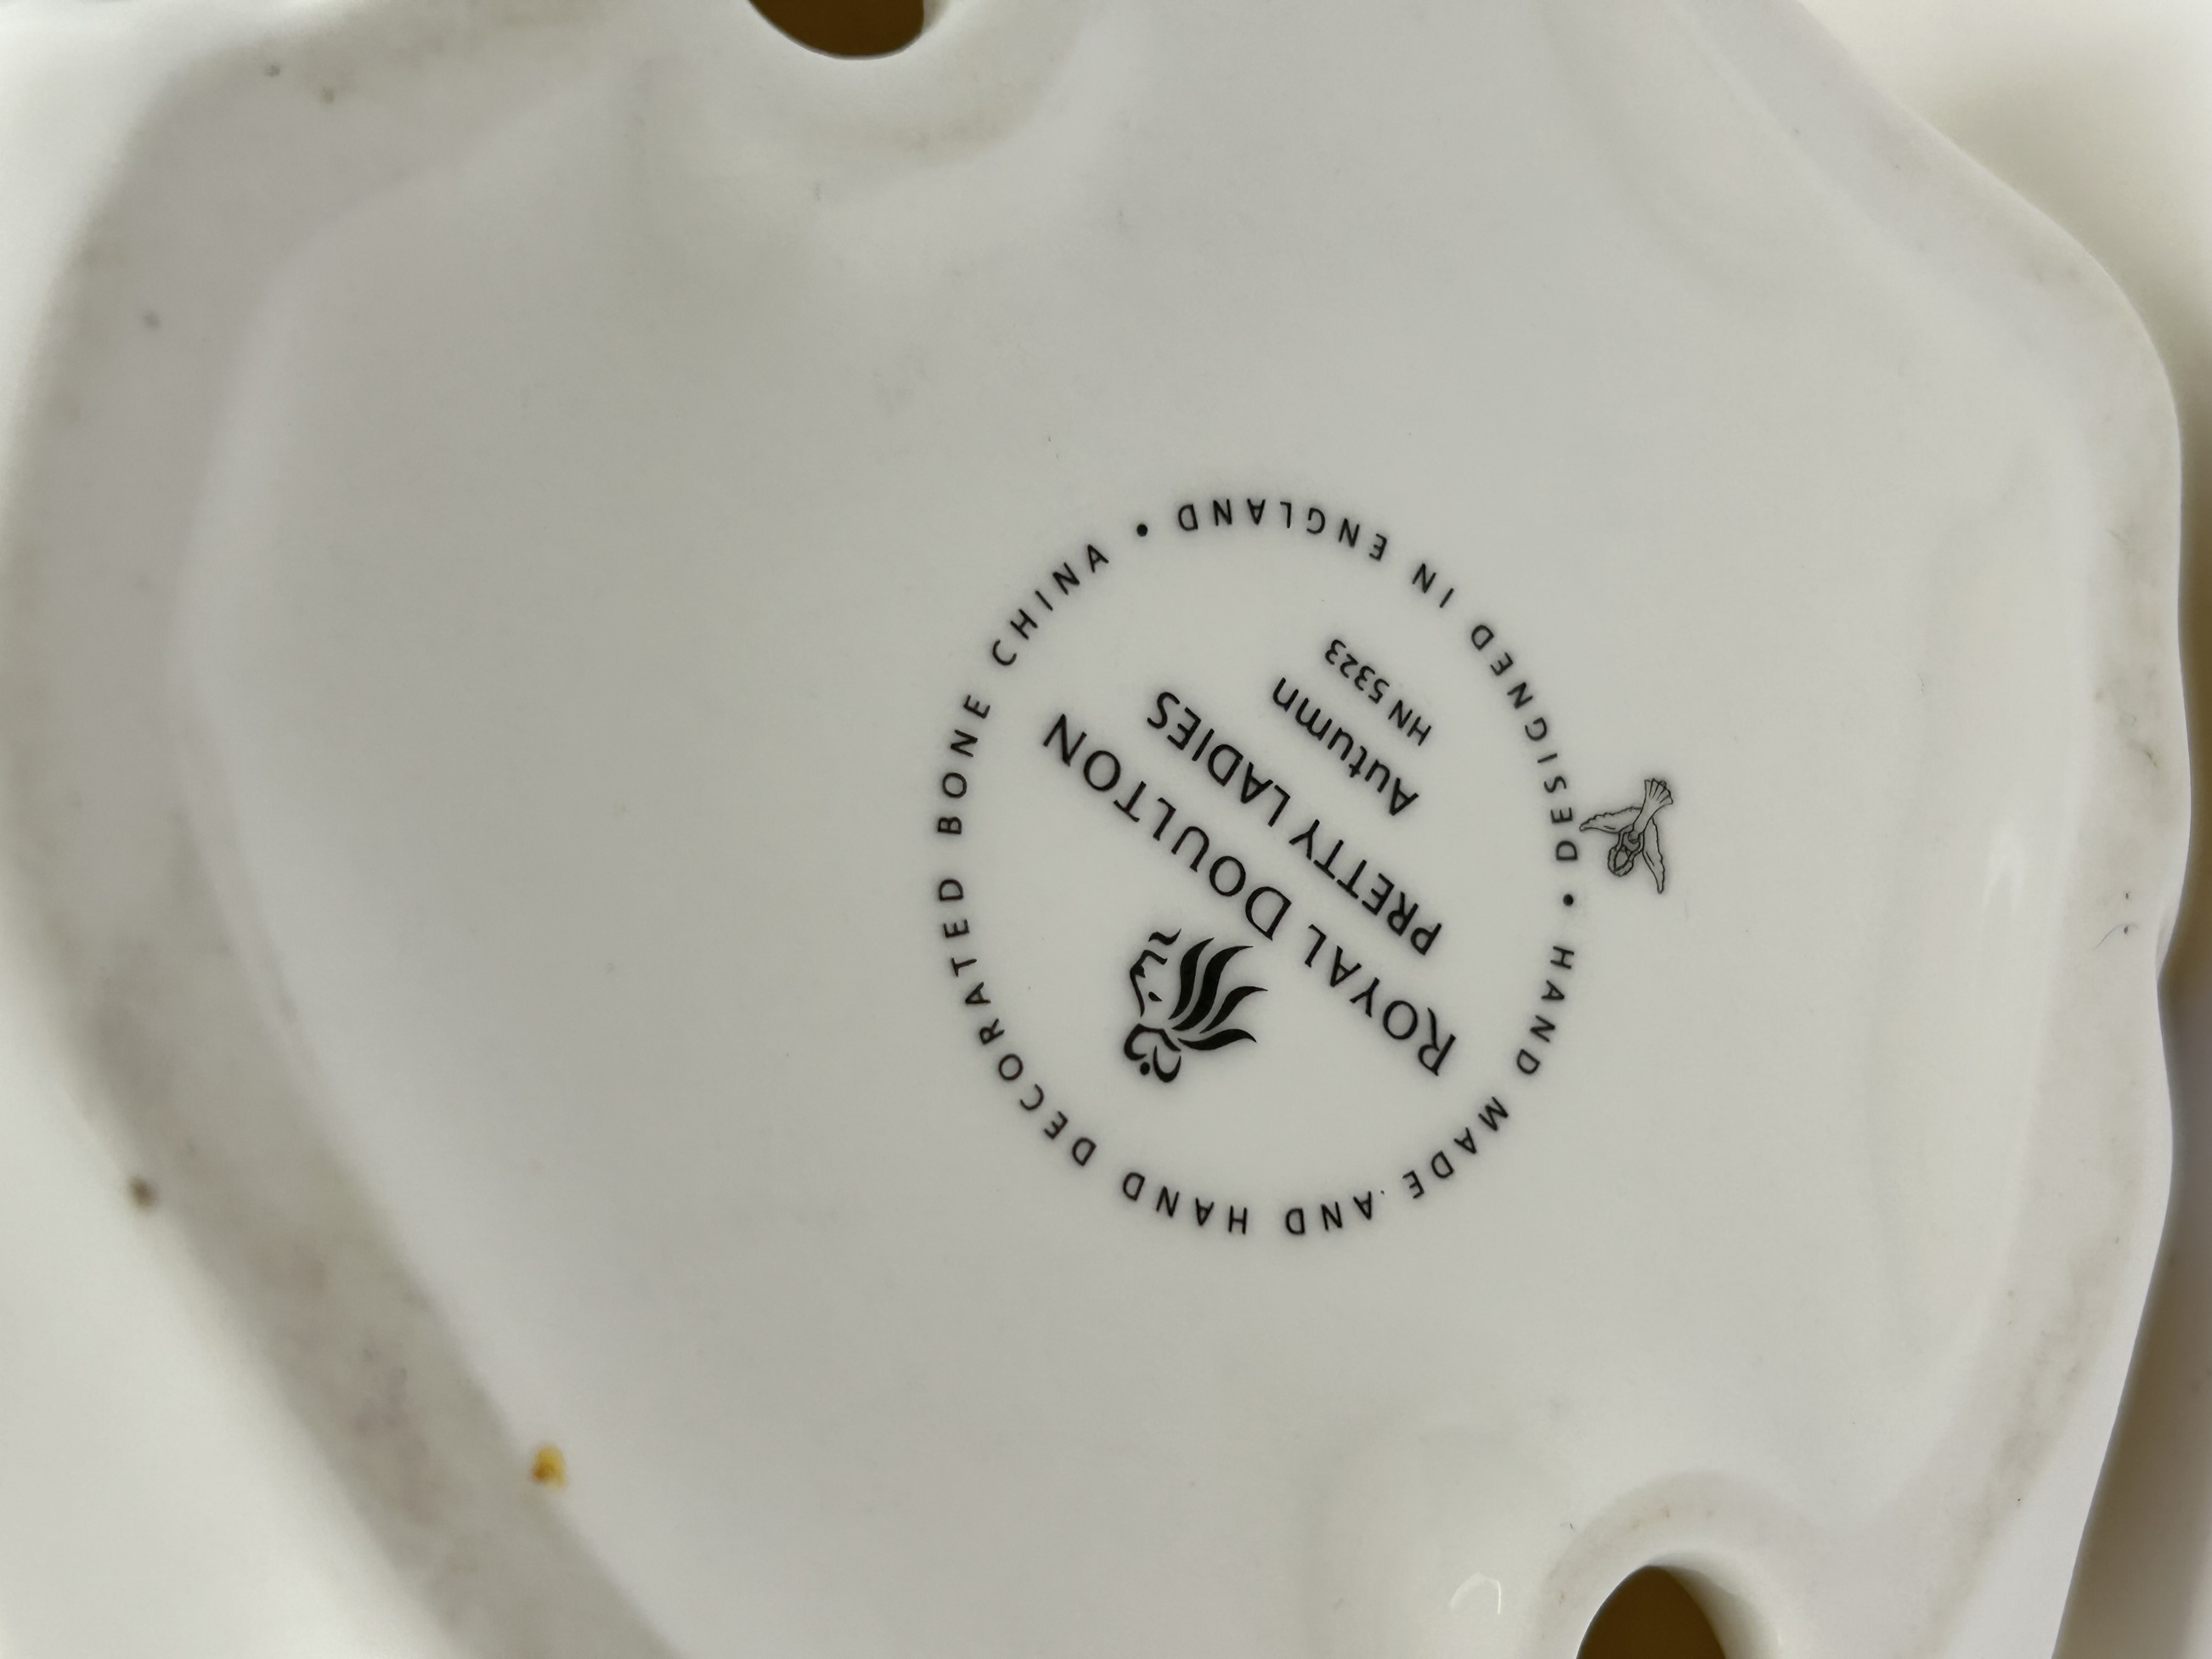 ROYAL DOULTON
PRETTY LADIES
Autumn
HN 5323
DESIGNED IN ENGLAND • HAND MADE AND HAND DECORATED BONE CHINA •